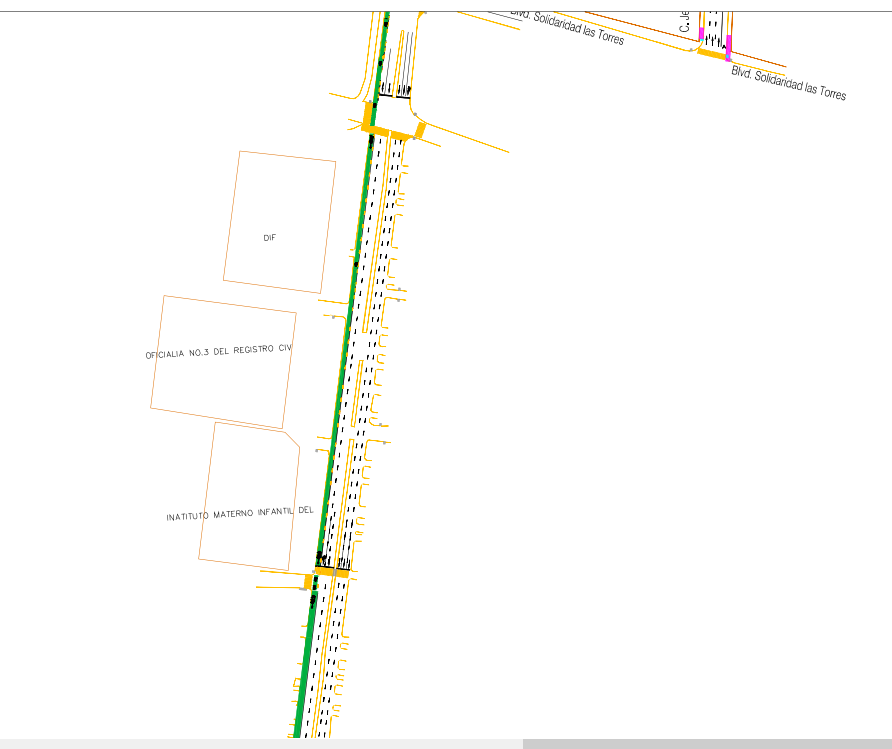 Blvd. Solidaridad las Torres
C. Je
Blvd. Solidaridad las Torres
DIF
OFICIALIA NO.3 DEL REGISTRO CIV
INATITUTO MATERNO INFANTIL DEL